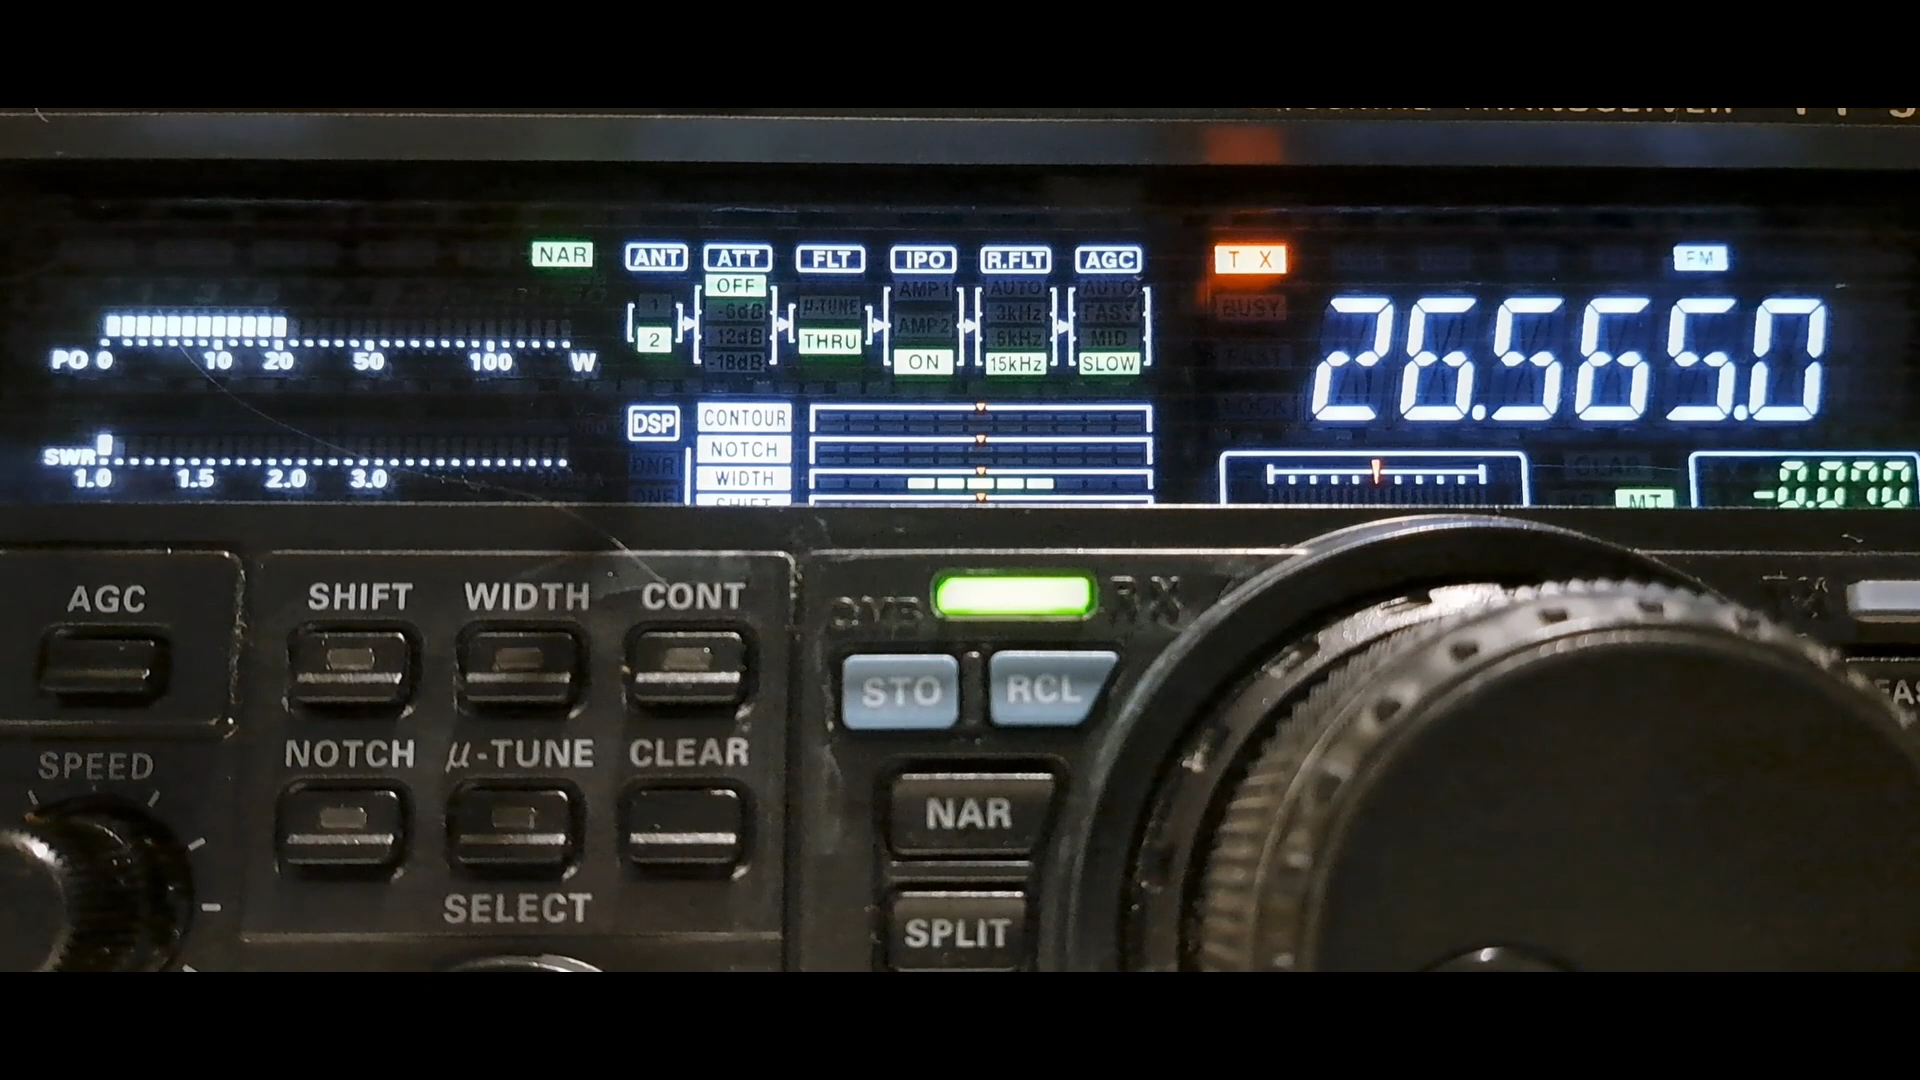 TRANSCEIVER
NAR ANT ATT FLT IPO R.FLT AGC TX FM
1 OFF μ-TUNE AMP1 AUTO AUTO BUSY
2 -6dB THRU AMP2 3kHz FAST
12dB ON 6kHz MID
-18dB 15kHz SLOW
26.565.0
PO 0 10 20 50 100 W
DSP CONTOUR
NOTCH
WIDTH
SHIFT
DNR
SWR
1.0 1.5 2.0 3.0
LOCK
MT
AGC SHIFT WIDTH CONT
RX
STO RCL
SPEED NOTCH μ-TUNE CLEAR
NAR
SELECT
SPLIT